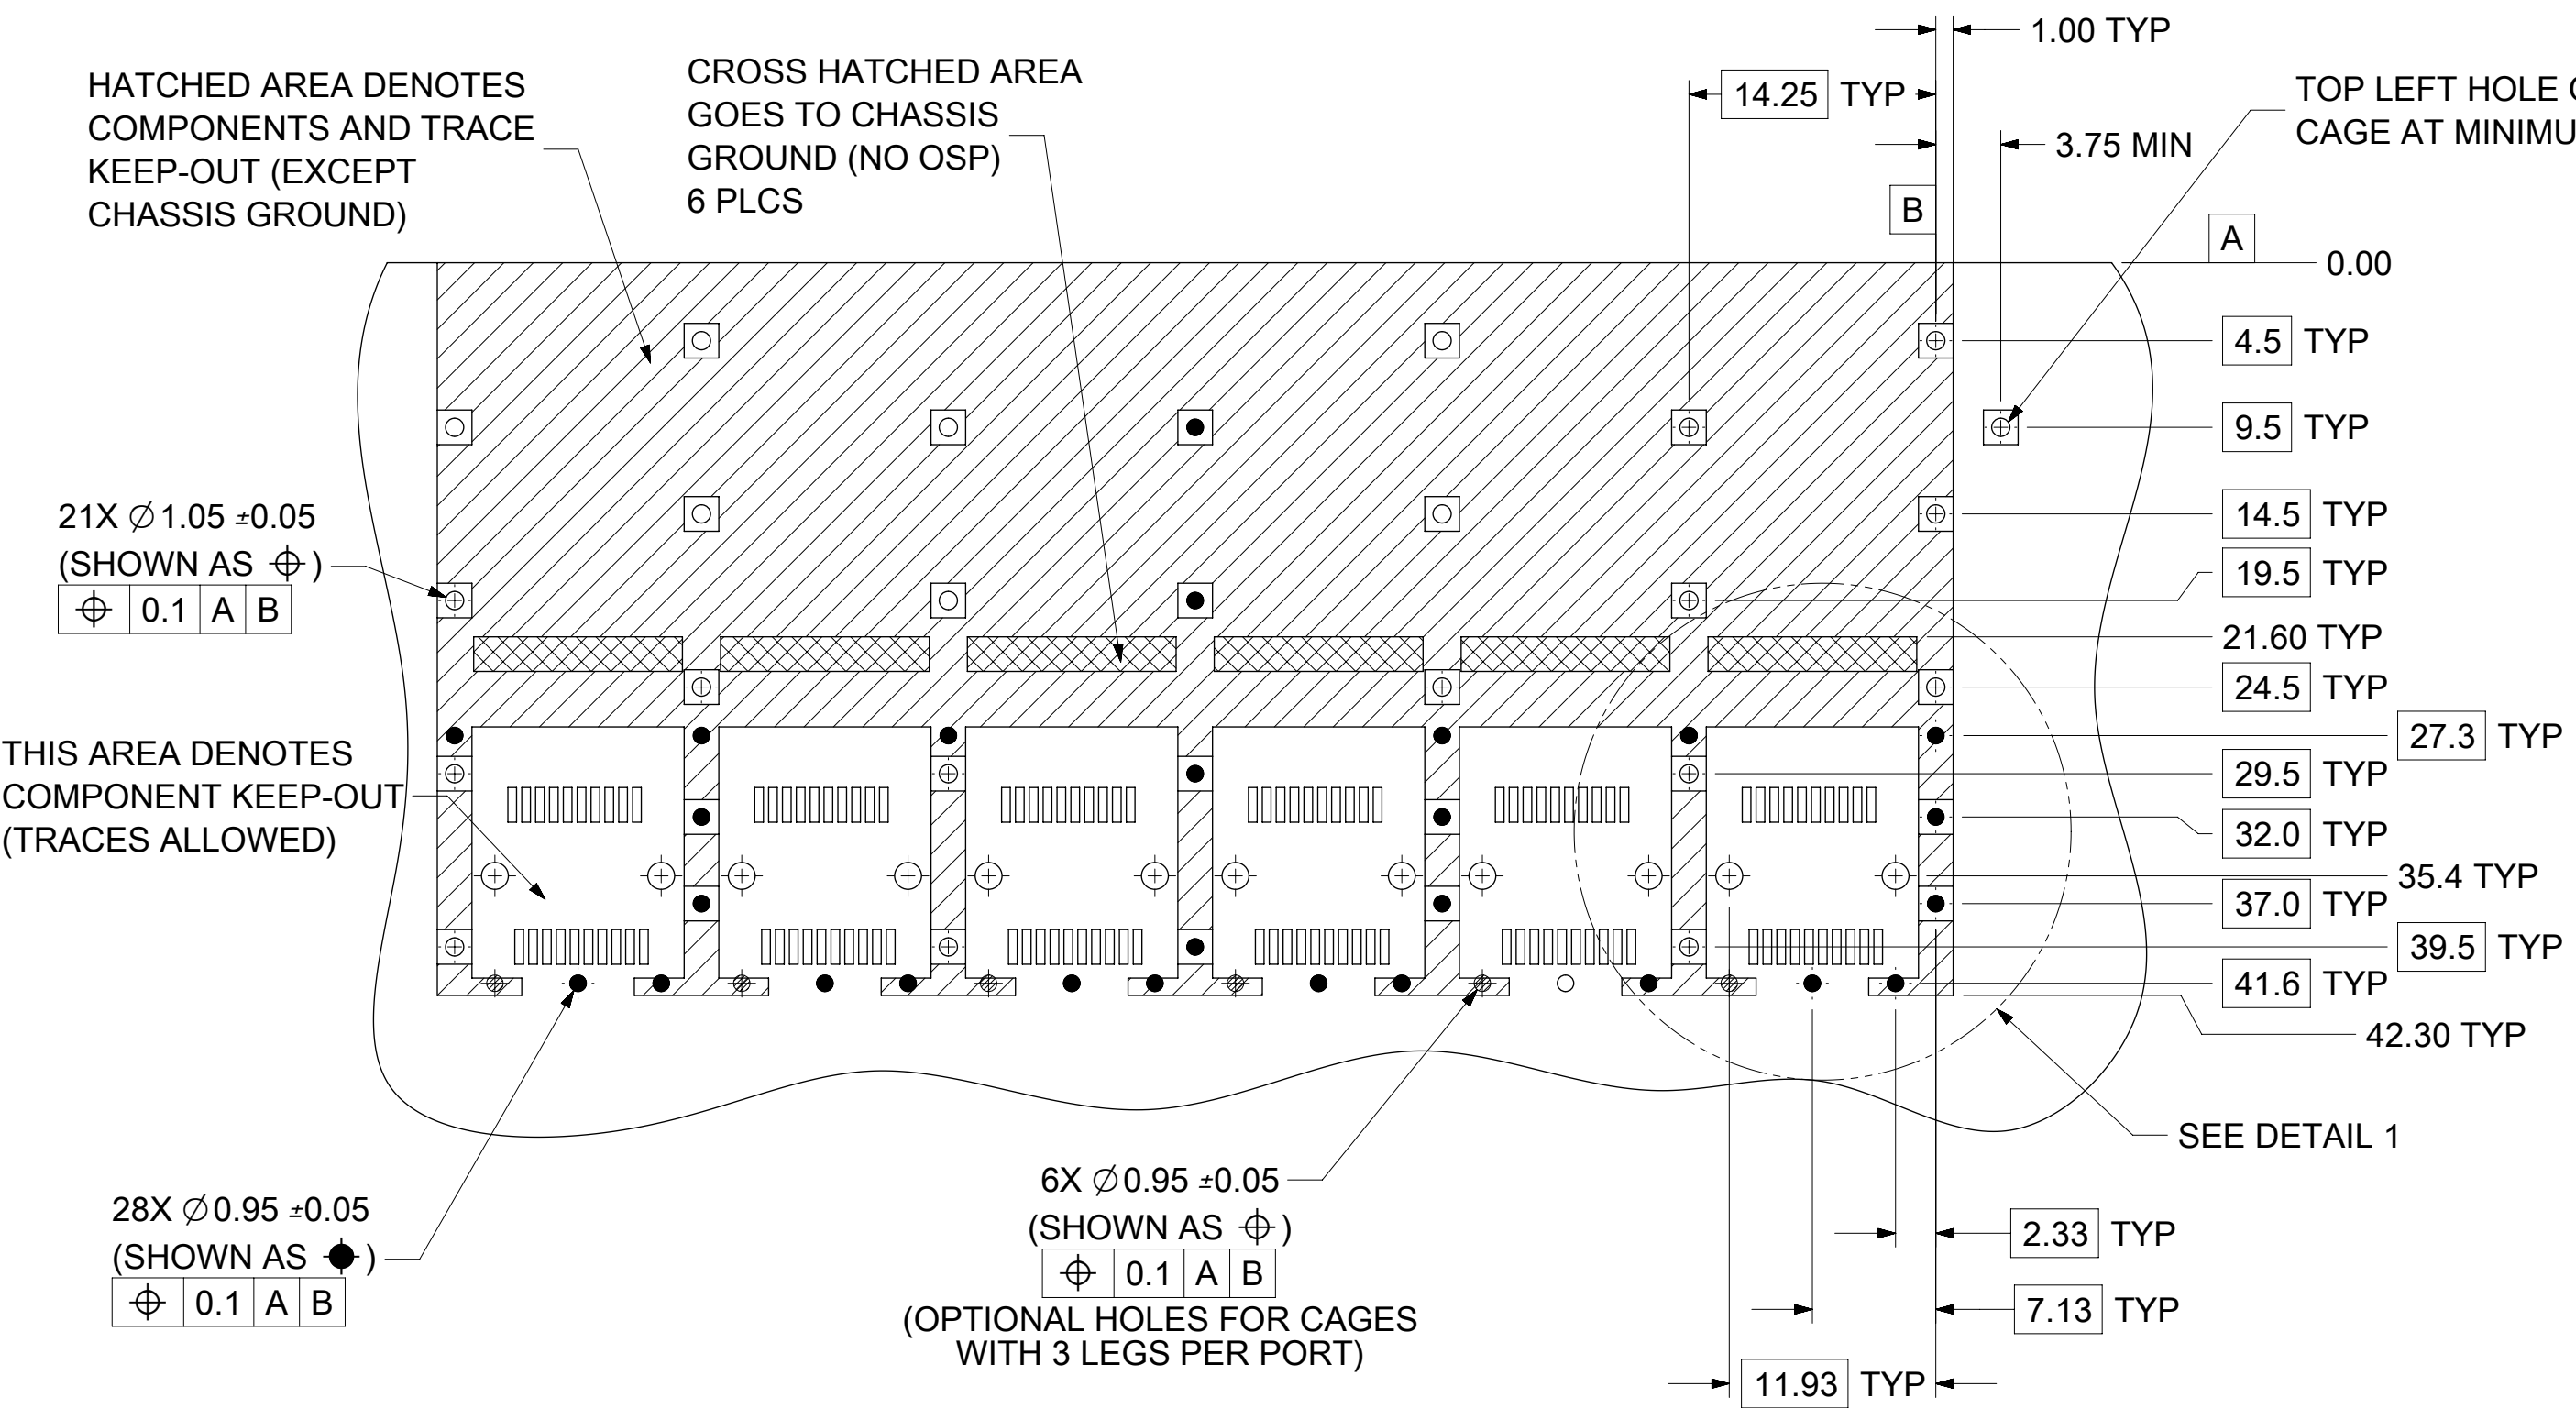 1.00 TYP
HATCHED AREA DENOTES
COMPONENTS AND TRACE
KEEP-OUT (EXCEPT
CHASSIS GROUND)
CROSS HATCHED AREA
GOES TO CHASSIS
GROUND (NO OSP)
6 PLCS
14.25 TYP
3.75 MIN
TOP LEFT HOLE
CAGE AT
B
A
0.00
4.5 TYP
9.5 TYP
14.5 TYP
19.5 TYP
21.60 TYP
24.5 TYP
27.3 TYP
29.5 TYP
32.0 TYP
35.4 TYP
37.0 TYP
39.5 TYP
41.6 TYP
42.30 TYP
21X ∅1.05 ±0.05
(SHOWN AS ⌖)
⌖ 0.1 A B
THIS AREA DENOTES
COMPONENT KEEP-OUT
(TRACES ALLOWED)
SEE DETAIL 1
28X ∅0.95 ±0.05
(SHOWN AS )
⌖ 0.1 A B
6X ∅0.95 ±0.05
(SHOWN AS ⌖)
⌖ 0.1 A B
(OPTIONAL HOLES FOR CAGES
WITH 3 LEGS PER PORT)
2.33 TYP
7.13 TYP
11.93 TYP